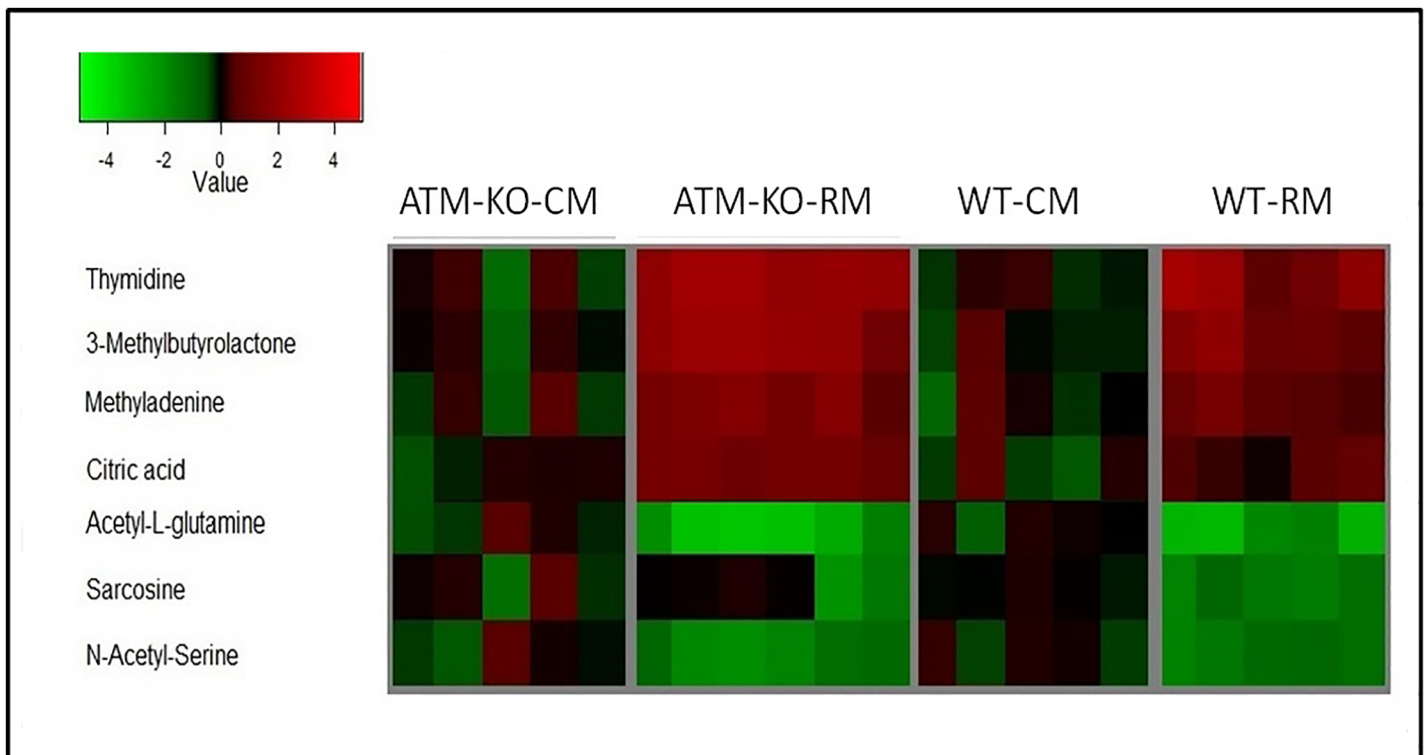 -4 -2 0 2 4
Value
ATM-KO-CM ATM-KO-RM WT-CM WT-RM
Thymidine
3-Methylbutyrolactone
Methyladenine
Citric acid
Acetyl-L-glutamine
Sarcosine
N-Acetyl-Serine